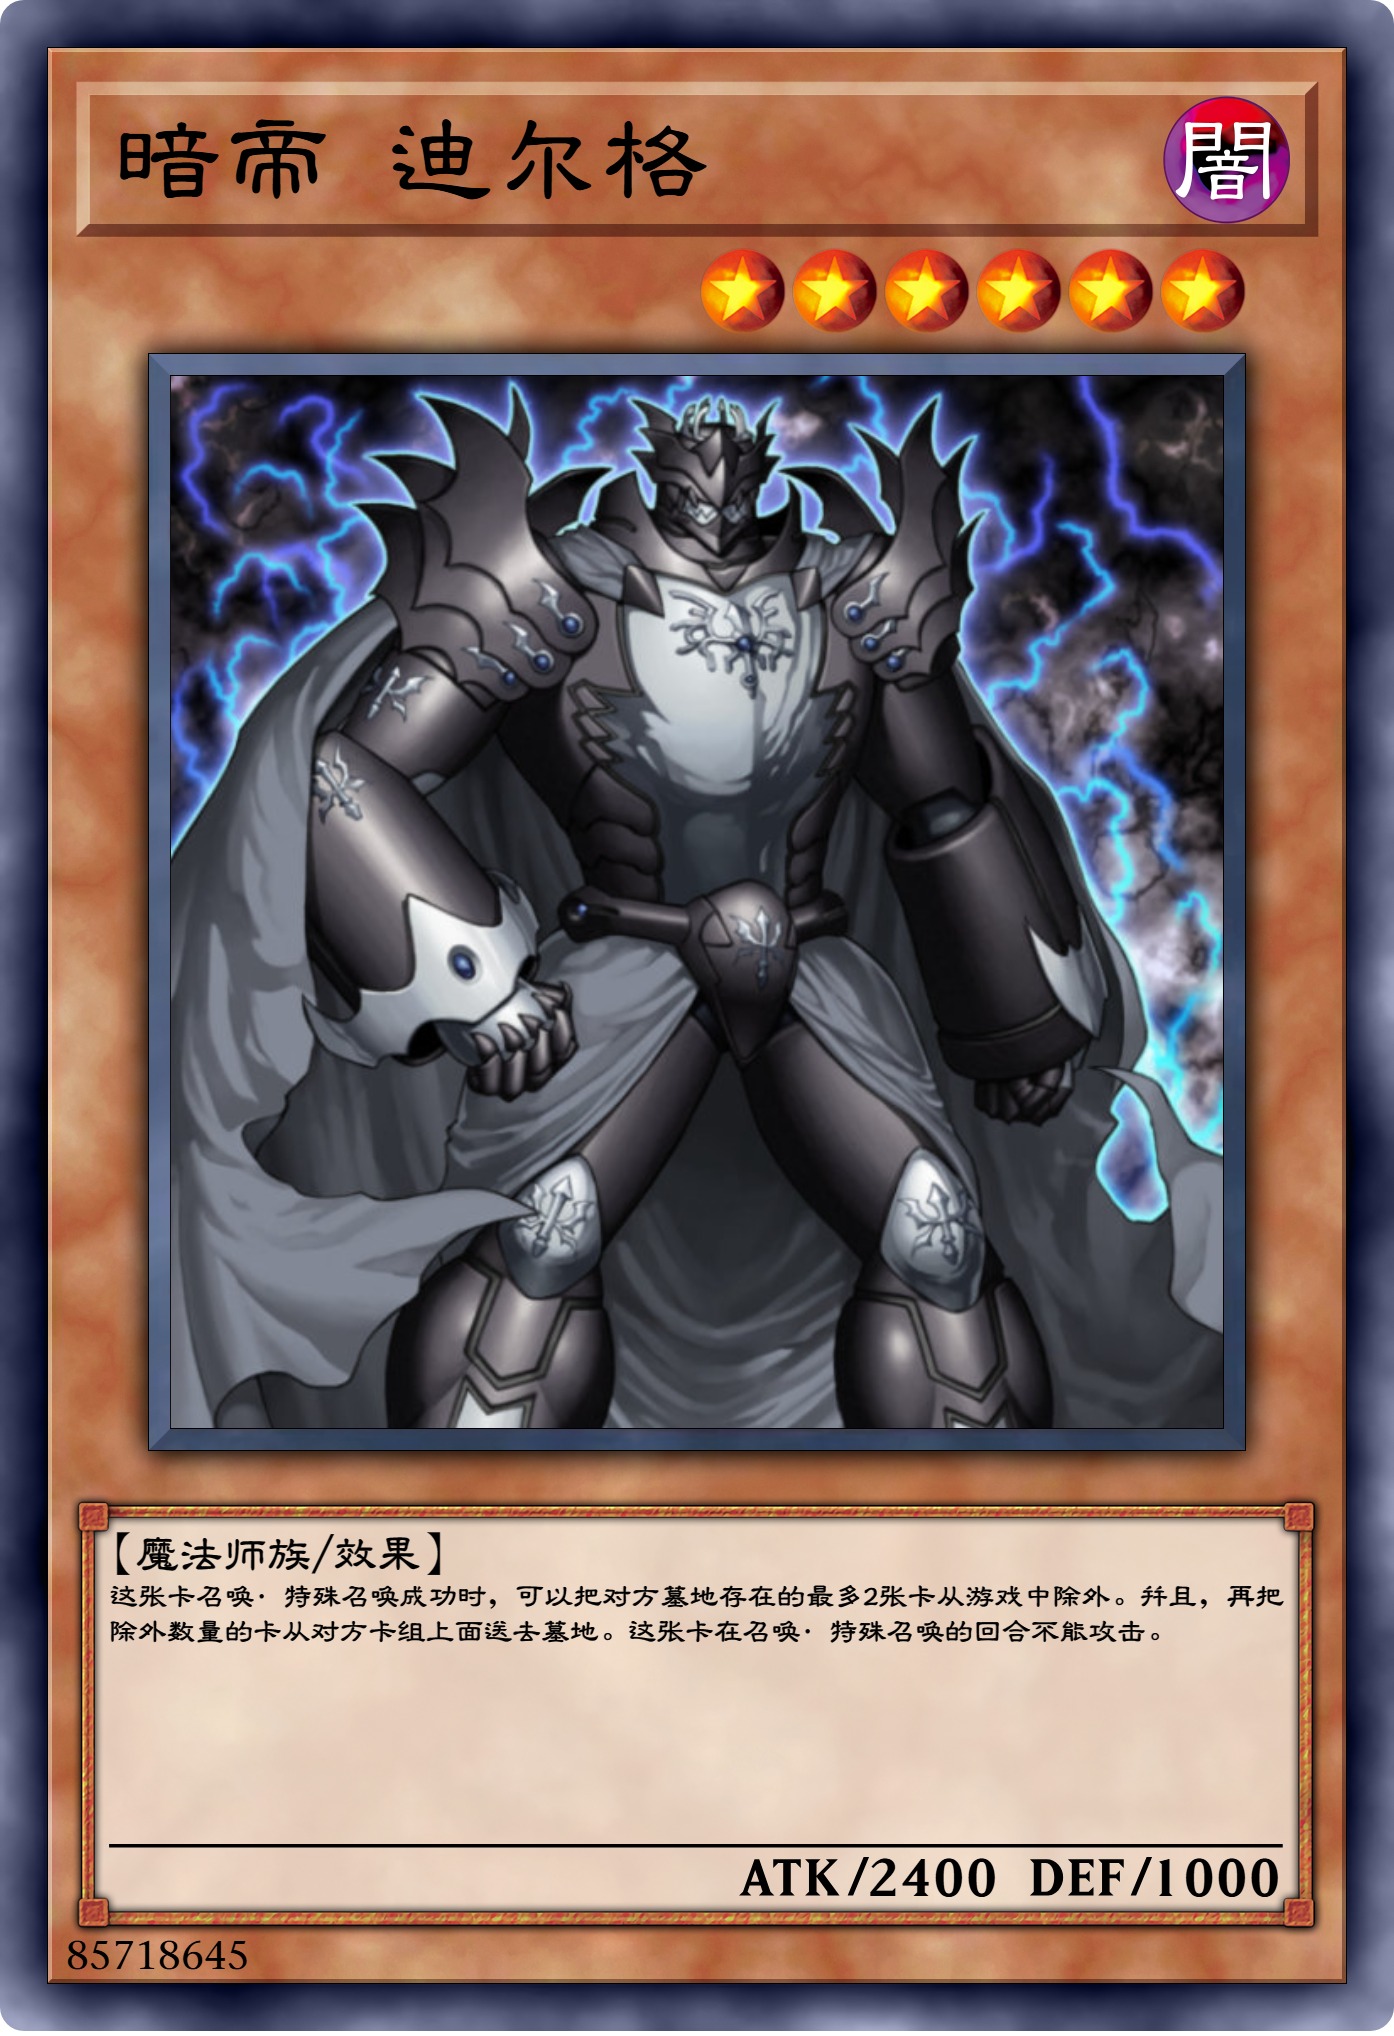 暗帝 迪尔格
闇
【魔法师族/效果】
这张卡召唤·特殊召唤成功时，可以把对方墓地存在的最多2张卡从游戏中除外。并且，再把
除外数量的卡从对方卡组上面送去墓地。这张卡在召唤·特殊召唤的回合不能攻击。
ATK/2400 DEF/1000
85718645